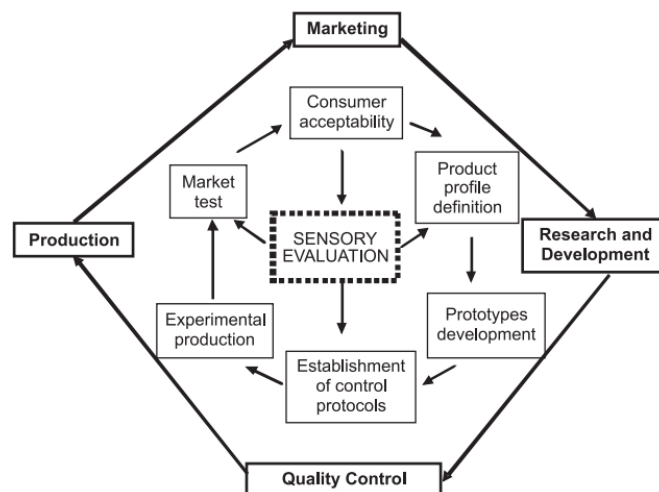 Marketing
Consumer
acceptability
Market
test
Product
profile
definition
Production
SENSORY
EVALUATION
Research and
Development
Experimental
production
Prototypes
development
Establishment
of control
protocols
Quality Control